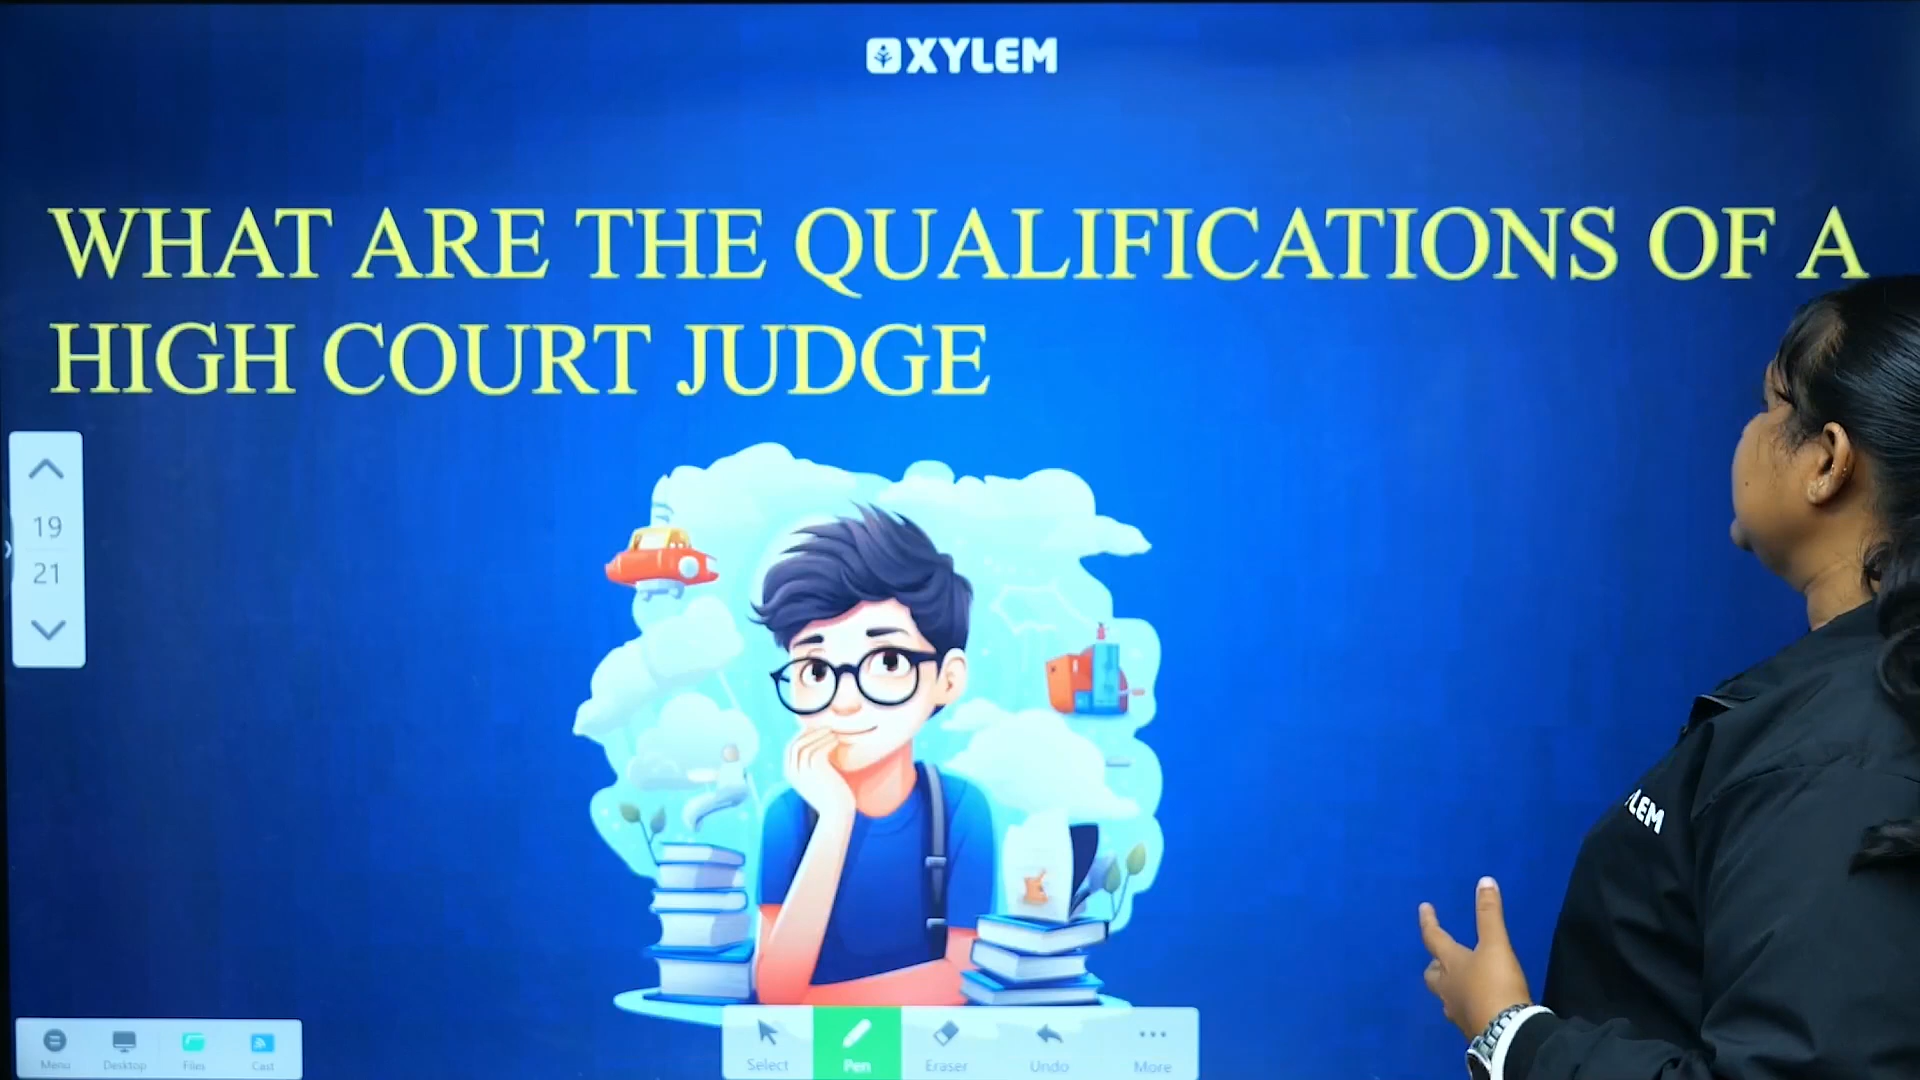 XYLEM
WHAT ARE THE QUALIFICATIONS OF A
HIGH COURT JUDGE
19
21
YLEM
Menu
Desktop
Files
Cast
Select
Pen
Eraser
Undo
More